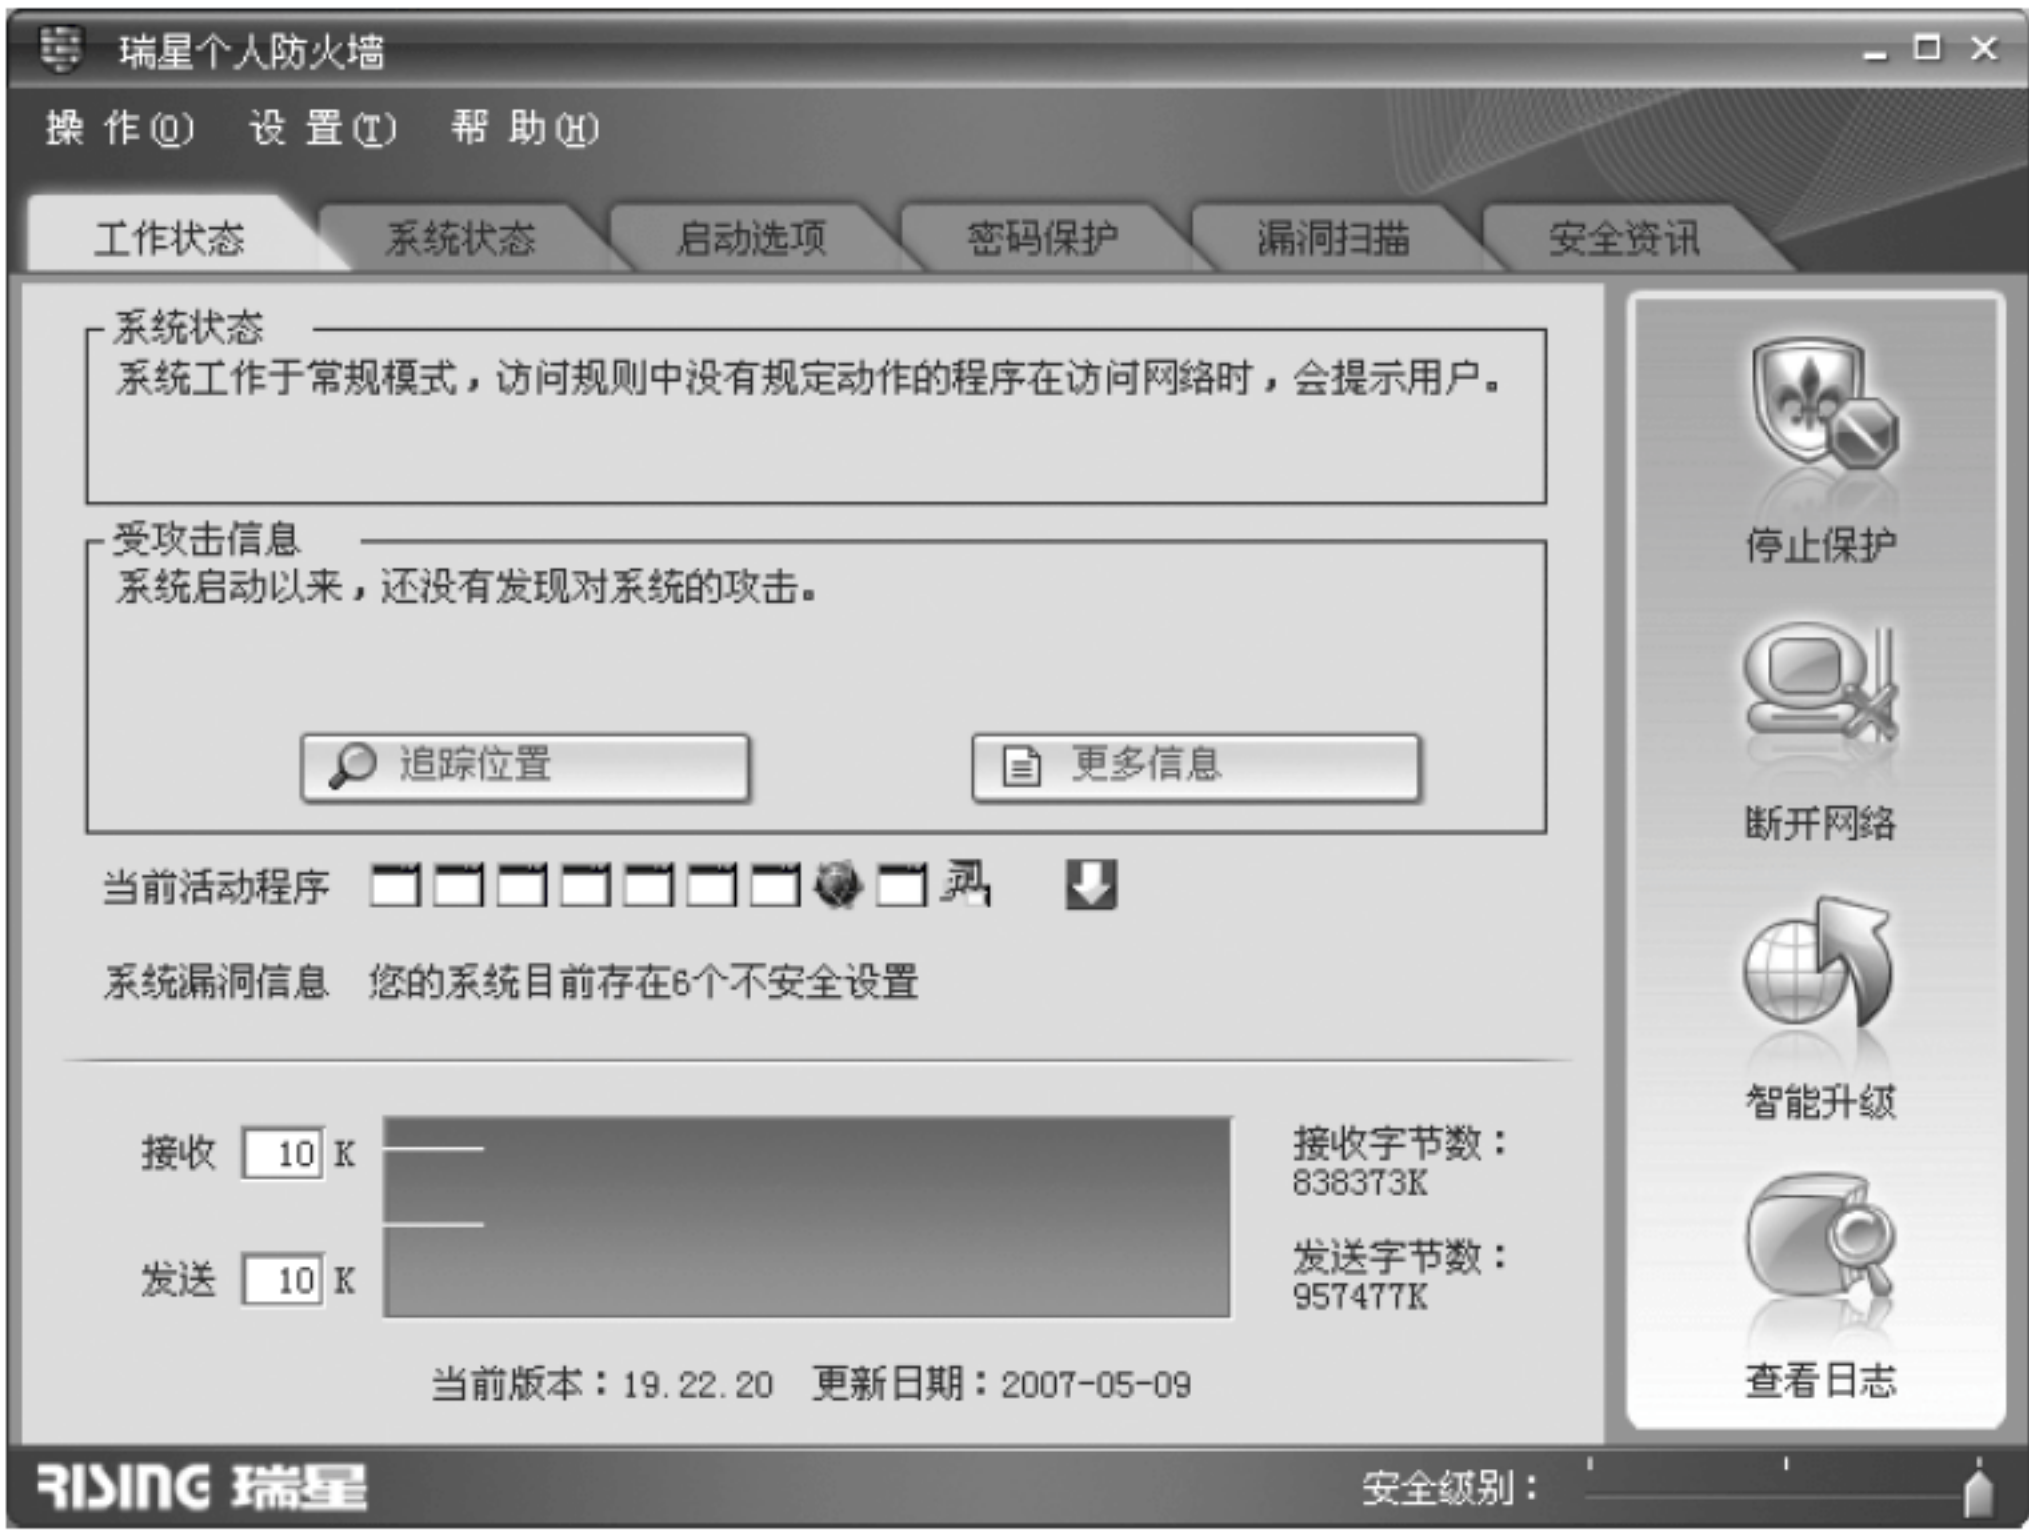 瑞星个人防火墙
操作(O) 设置(T) 帮助(H)
工作状态 系统状态 启动选项 密码保护 漏洞扫描 安全资讯
系统状态
系统工作于常规模式，访问规则中没有规定动作的程序在访问网络时，会提示用户。
受攻击信息
系统启动以来，还没有发现对系统的攻击。
追踪位置 更多信息
当前活动程序
系统漏洞信息 您的系统目前存在6个不安全设置
接收 10 K
发送 10 K
接收字节数：
838373K
发送字节数：
957477K
当前版本：19.22.20 更新日期：2007-05-09
停止保护
断开网络
智能升级
查看日志
RISING 瑞星
安全级别：